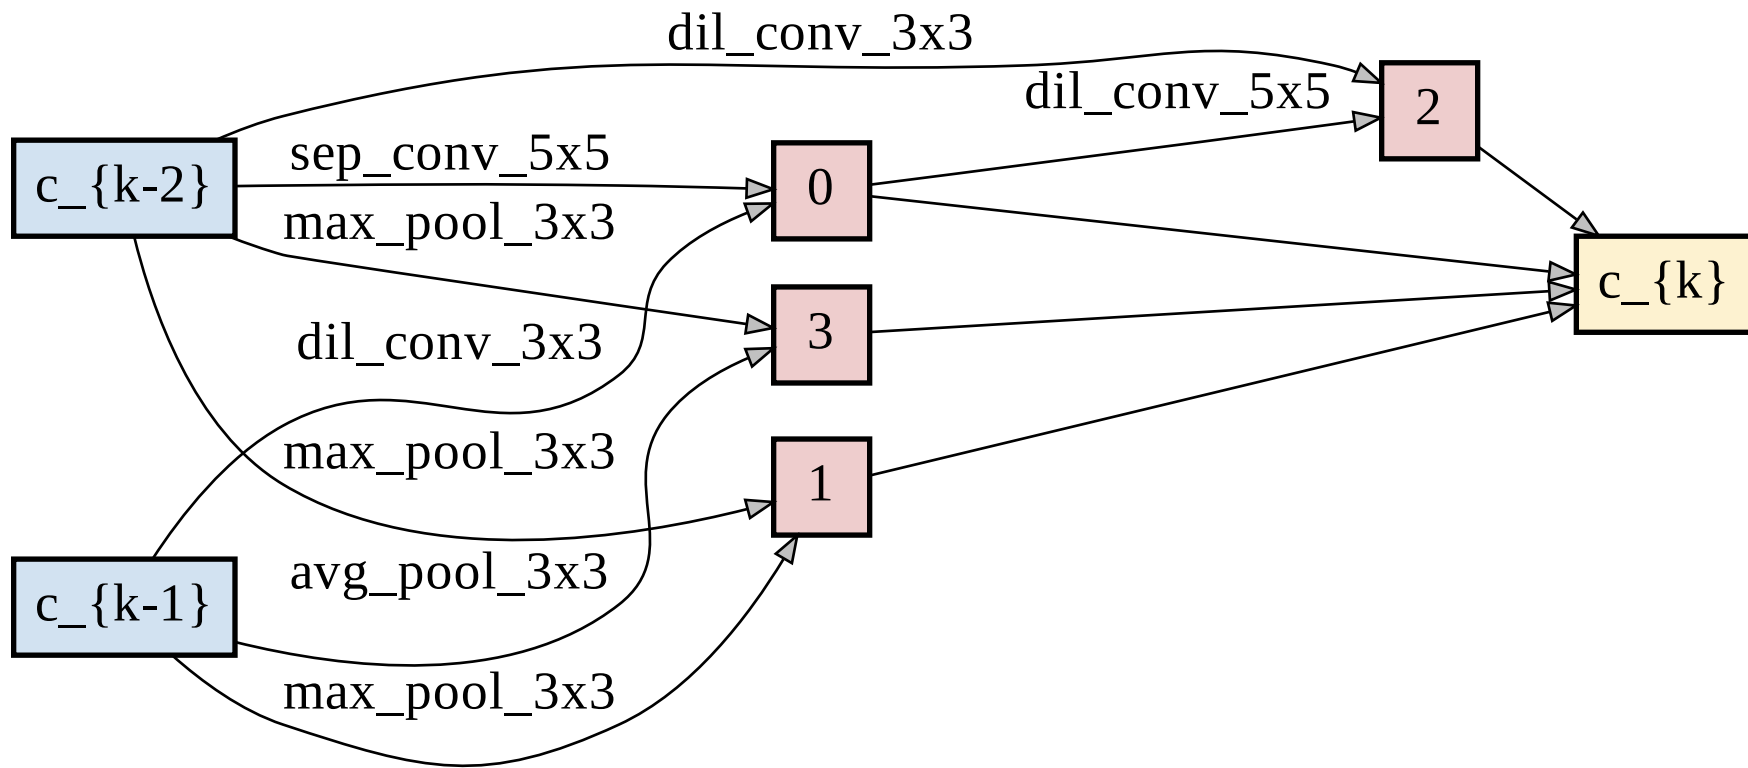 dil_conv_3x3
dil_conv_5x5
2
c_{k-2}
sep_conv_5x5
0
max_pool_3x3
c_{k}
dil_conv_3x3
3
max_pool_3x3
1
c_{k-1}
avg_pool_3x3
max_pool_3x3